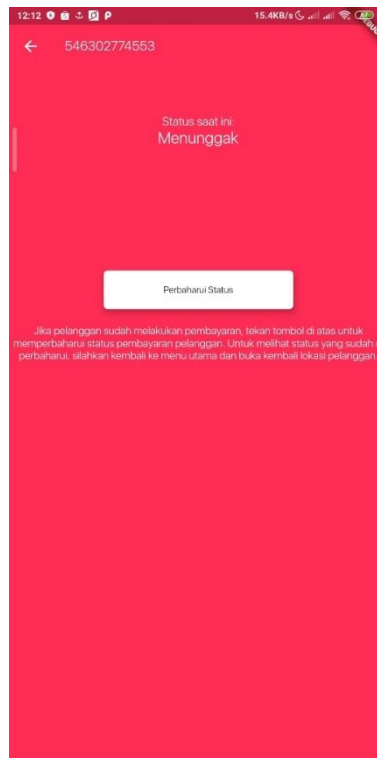 12:12 15.4KB/s
546302774553
Status saat ini:
Menunggak
Perbaharui Status
Jika pelanggan sudah melakukan pembayaran, tekan tombol di atas untuk
memperbaharui status pembayaran pelanggan. Untuk melihat status yang sudah
perbaharui, silahkan kembali ke menu utama dan buka kembali lokasi pelanggan.